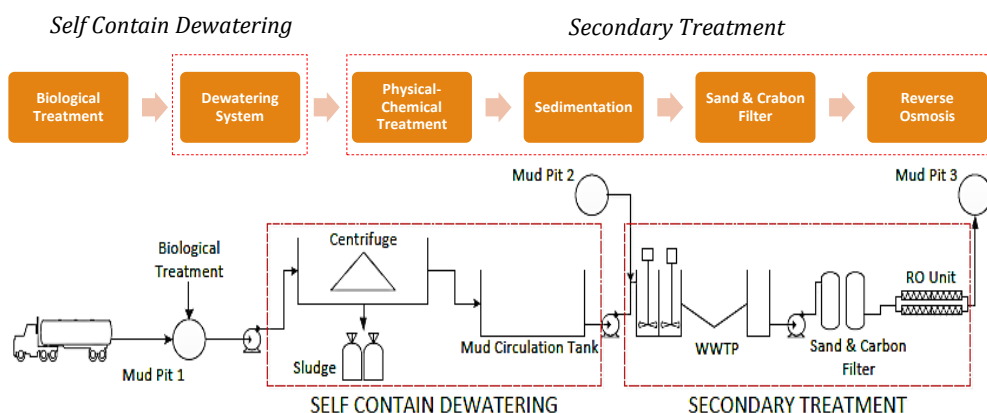 Self Contain Dewatering
Secondary Treatment
Biological
Treatment
Dewatering
System
Physical-
Chemical
Treatment
Sedimentation
Sand & Crabon
Filter
Reverse
Osmosis
Mud Pit 2
Mud Pit 3
Biological
Treatment
Centrifuge
RO Unit
Mud Pit 1
Sludge
Mud Circulation Tank
WWTP
Sand & Carbon
Filter
SELF CONTAIN DEWATERING
SECONDARY TREATMENT